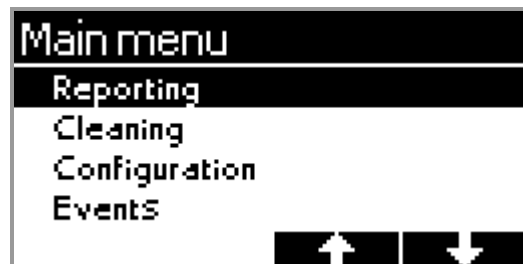 Main menu
Reporting
Cleaning
Configuration
Events